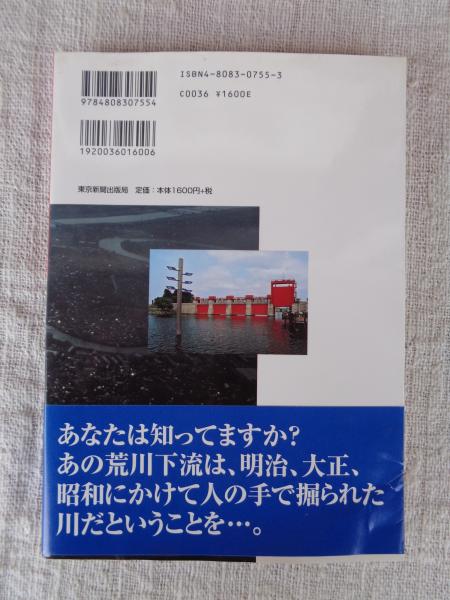 ISBN4-8083-0755-3
C0036 ¥1600E
9784808307554
1920036016006
東京新聞出版局 定価：本体1600円+税
あなたは知ってますか?
あの荒川下流は、明治、大正、
昭和にかけて人の手で掘られた
川だということを…。